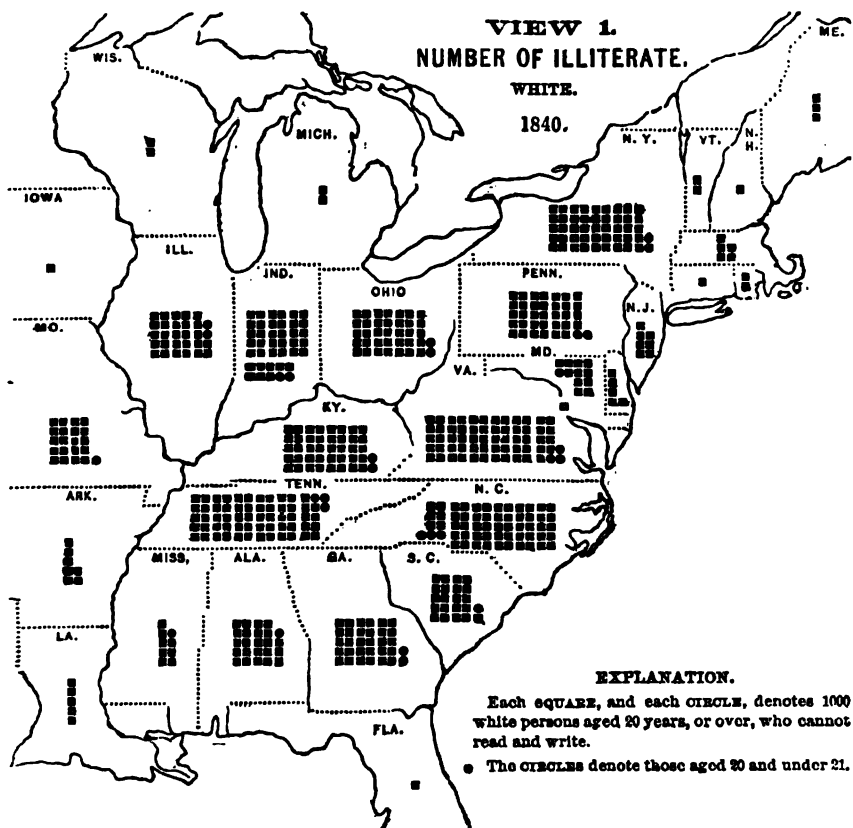 VIEW 1.
NUMBER OF ILLITERATE.
WHITE.
1840.
WIS.
ME.
MICH.
N. Y.
VT.
N.
H.
IOWA
ILL.
IND.
OHIO
PENN.
N.J.
MO.
MD.
VA.
KY.
TENN.
N. C.
ARK.
MISS,
ALA.
GA.
S. C.
LA.
FLA.
EXPLANATION.
Each SQUARE, and each CIRCLE, denotes 1000
white persons aged 20 years, or over, who cannot
read and write.
● The CIRCLES denote those aged 20 and under 21.